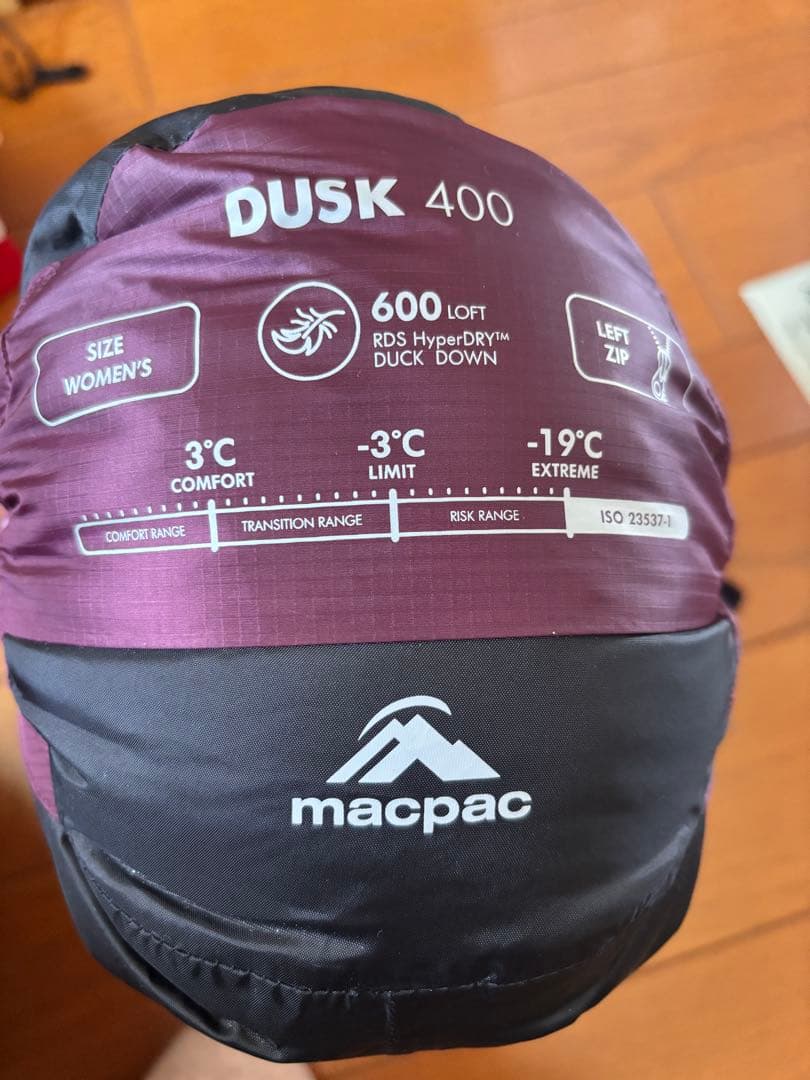 DUSK 400
SIZE
WOMEN'S
600 LOFT
RDS HyperDRY™
DUCK DOWN
LEFT
ZIP
3°C
COMFORT
-3°C
LIMIT
-19°C
EXTREME
COMFORT RANGE
TRANSITION RANGE
RISK RANGE
ISO 23537-1
macpac